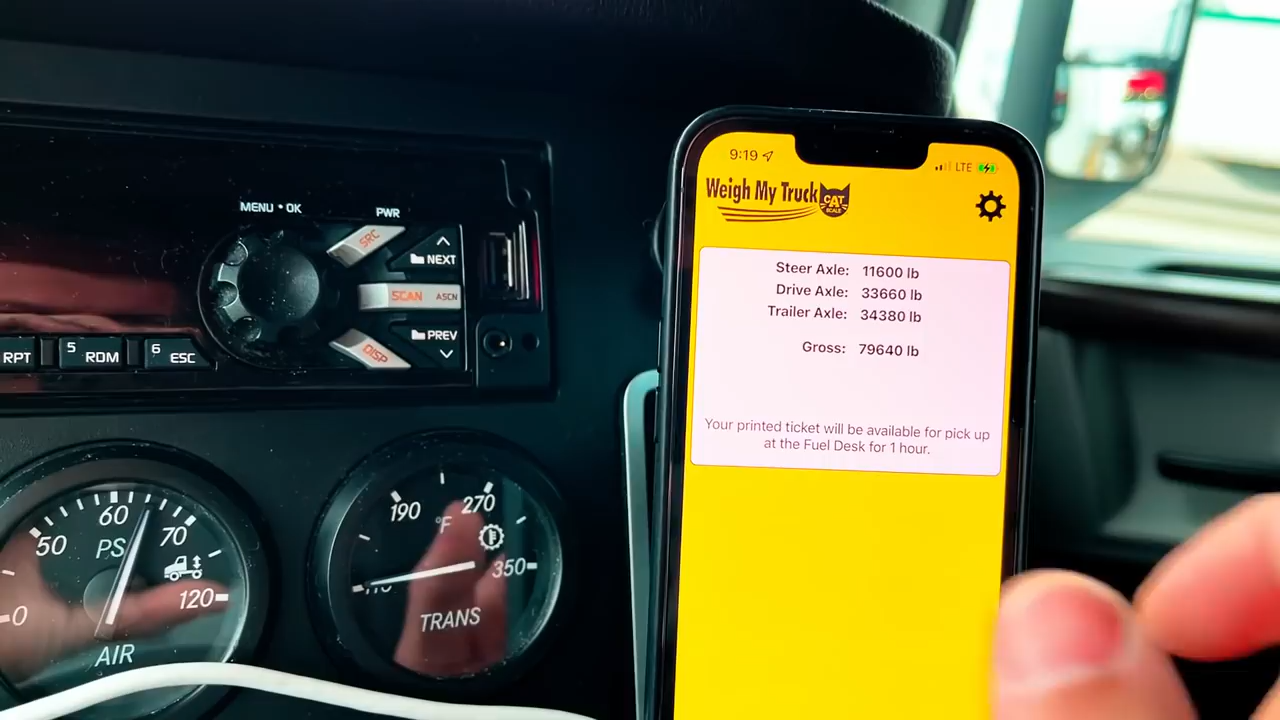 MENU • OK
PWR
SRC
NEXT
SCAN ASCN
PREV
DISP
RPT
5 RDM
6 ESC
50 60 70
PS
0 120
AIR
190 270
°F
350
TRANS
9:19
LTE
Weigh My Truck
CAT
SCALE
Steer Axle: 11600 lb
Drive Axle: 33660 lb
Trailer Axle: 34380 lb
Gross: 79640 lb
Your printed ticket will be available for pick up
at the Fuel Desk for 1 hour.